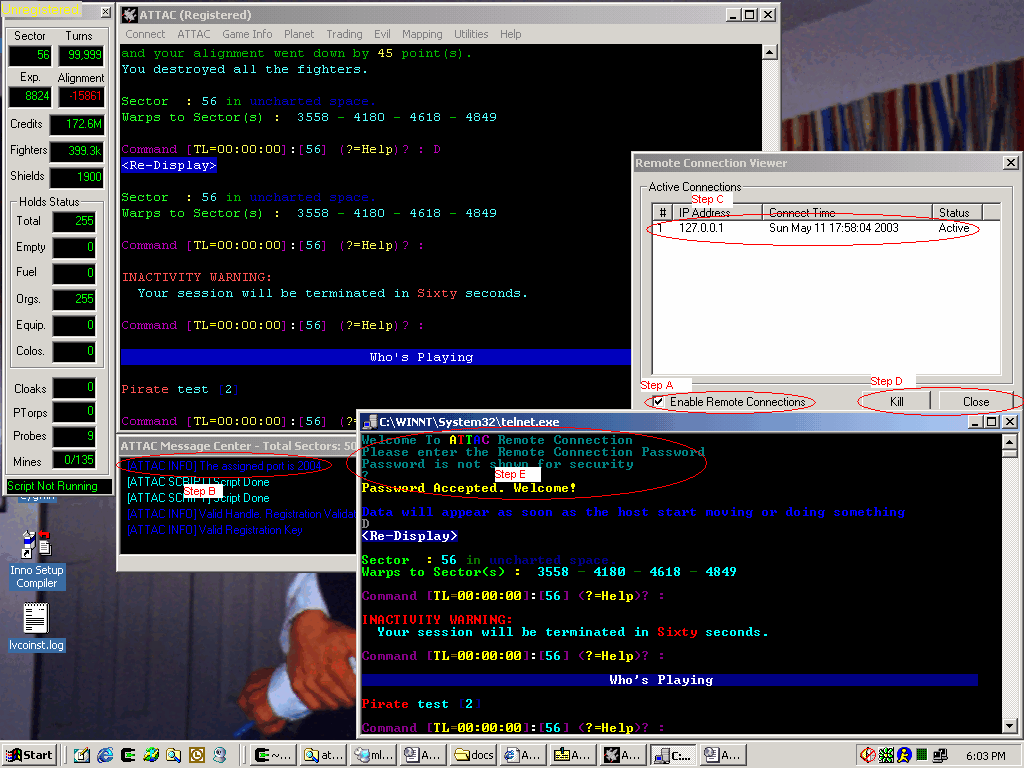 Unregistered
Sector Turns
56 99,999
Exp. Alignment
8824 -15861
Credits 172.6M
Fighters 399.3k
Shields 1900
Holds Status
Total 255
Empty 0
Fuel 0
Orgs. 255
Equip. 0
Colos. 0
Cloaks 0
PTorps 0
Probes 9
Mines 0/135
Script Not Running
ATTAC (Registered)
Connect ATTAC Game Info Planet Trading Evil Mapping Utilities Help
and your alignment went down by 45 point(s).
You destroyed all the fighters.
Sector : 56 in uncharted space.
Warps to Sector(s) : 3558 - 4180 - 4618 - 4849
Command [TL=00:00:00]:[56] (?=Help)? : D
<Re-Display>
Sector : 56 in uncharted space.
Warps to Sector(s) : 3558 - 4180 - 4618 - 4849
Command [TL=00:00:00]:[56] (?=Help)? :
INACTIVITY WARNING:
Your session will be terminated in Sixty seconds.
Command [TL=00:00:00]:[56] (?=Help)? :
Who's Playing
Pirate test [2]
Command [TL=00:00:00]:[56] (?=Help)? :
Remote Connection Viewer
Active Connections
Step C
# IP Address Connect Time Status
1 127.0.0.1 Sun May 11 17:58:04 2003 Active
Step A
Step D
Enable Remote Connections
Kill
Close
ATTAC Message Center - Total Sectors: 50
[ATTAC INFO] The assigned port is 2004
[ATTAC SCRIPT] Script Done
Step B
[ATTAC SCRIPT] Script Done
[ATTAC INFO] Valid Handle, Registration Valida
[ATTAC INFO] Valid Registration Key
C:\WINNT\System32\telnet.exe
Welcome To ATTAC Remote Connection
Please enter the Remote Connection Password
Password is not shown for security
?
Step E
Password Accepted. Welcome!
Data will appear as soon as the host start moving or doing something
D
<Re-Display>
Sector : 56 in uncharted space.
Warps to Sector(s) : 3558 - 4180 - 4618 - 4849
Command [TL=00:00:00]:[56] (?=Help)? :
INACTIVITY WARNING:
Your session will be terminated in Sixty seconds.
Command [TL=00:00:00]:[56] (?=Help)? :
Who's Playing
Pirate test [2]
Command [TL=00:00:00]:[56] (?=Help)? :
Inno Setup
Compiler
lvcoinst.log
Start
~... at... ml... A... docs A... A... A... C:... A...
6:03 PM